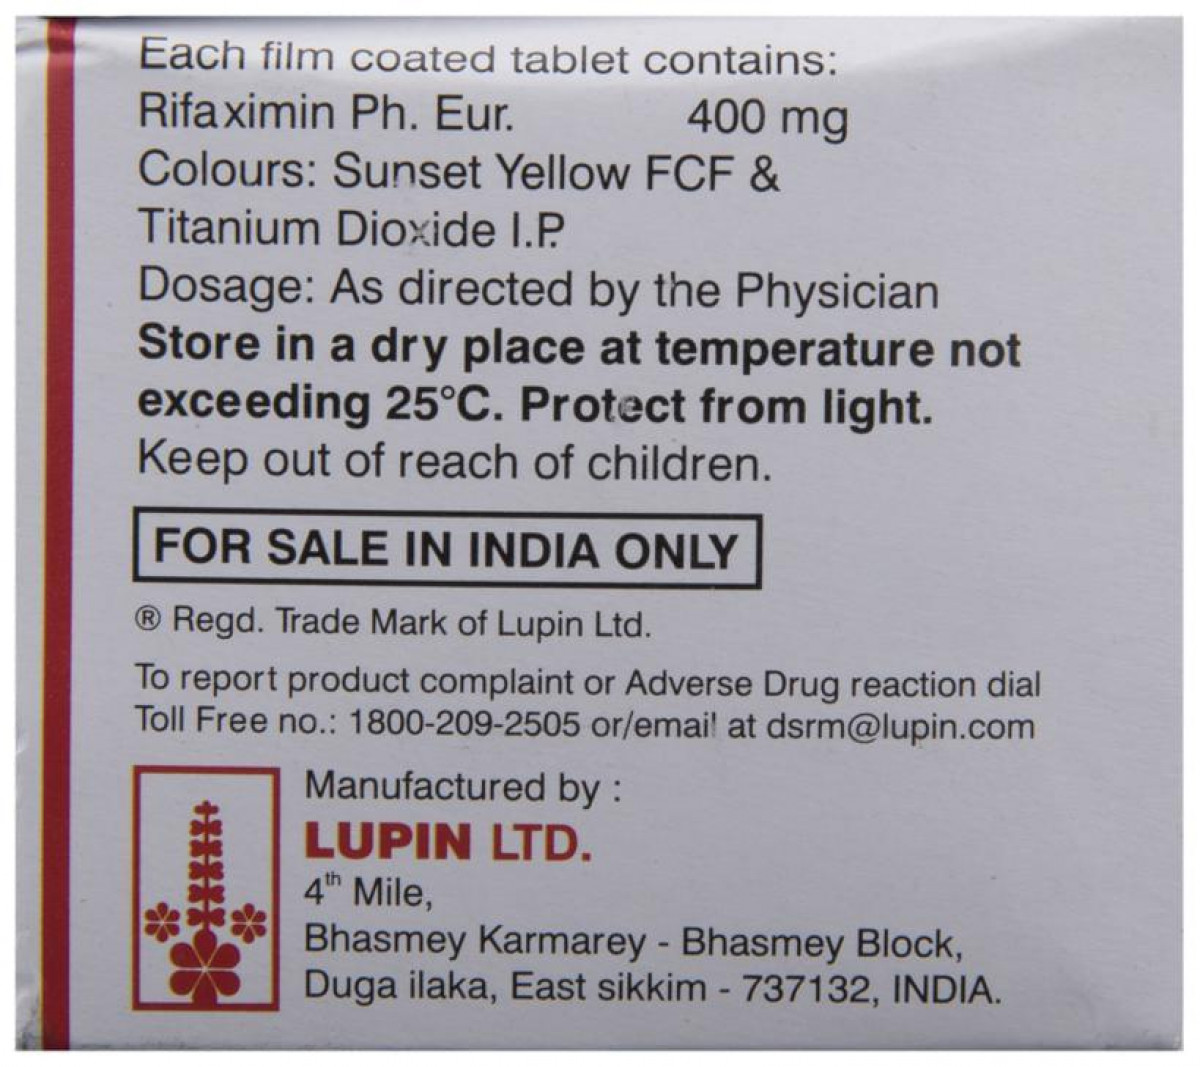 Each film coated tablet contains:
Rifaximin Ph. Eur. 400 mg
Colours: Sunset Yellow FCF &
Titanium Dioxide I.P.
Dosage: As directed by the Physician
Store in a dry place at temperature not
exceeding 25°C. Protect from light.
Keep out of reach of children.
FOR SALE IN INDIA ONLY
® Regd. Trade Mark of Lupin Ltd.
To report product complaint or Adverse Drug reaction dial
Toll Free no.: 1800-209-2505 or/email at dsrm@lupin.com
Manufactured by :
LUPIN LTD.
4th Mile,
Bhasmey Karmarey - Bhasmey Block,
Duga ilaka, East sikkim - 737132, INDIA.